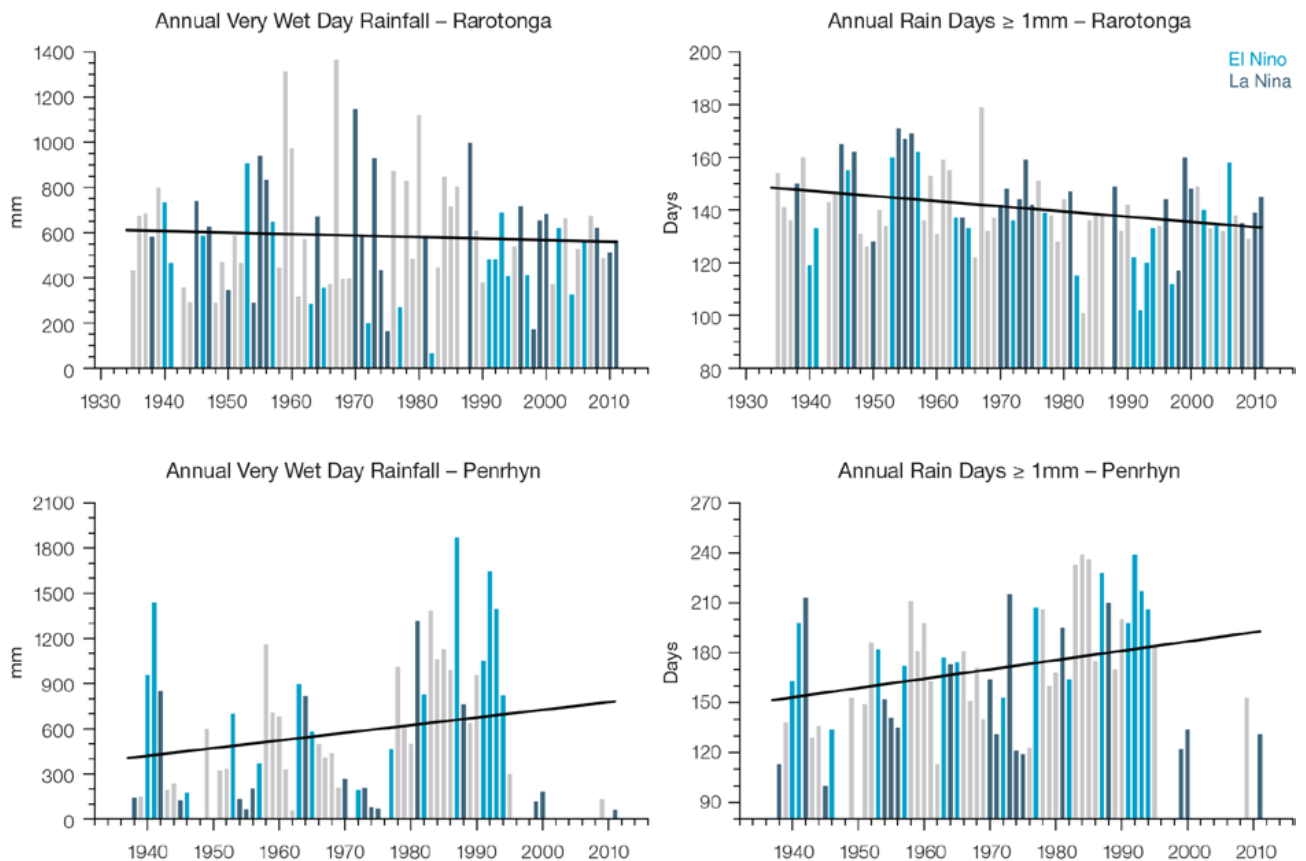 Annual Very Wet Day Rainfall – Rarotonga
mm
1400
1200
1000
800
600
400
200
0
1930 1940 1950 1960 1970 1980 1990 2000 2010
Annual Rain Days ≥ 1mm – Rarotonga
El Nino
La Nina
Days
200
180
160
140
120
100
80
1930 1940 1950 1960 1970 1980 1990 2000 2010
Annual Very Wet Day Rainfall – Penrhyn
mm
2100
1800
1500
1200
900
600
300
0
1940 1950 1960 1970 1980 1990 2000 2010
Annual Rain Days ≥ 1mm – Penrhyn
Days
270
240
210
180
150
120
90
1940 1950 1960 1970 1980 1990 2000 2010